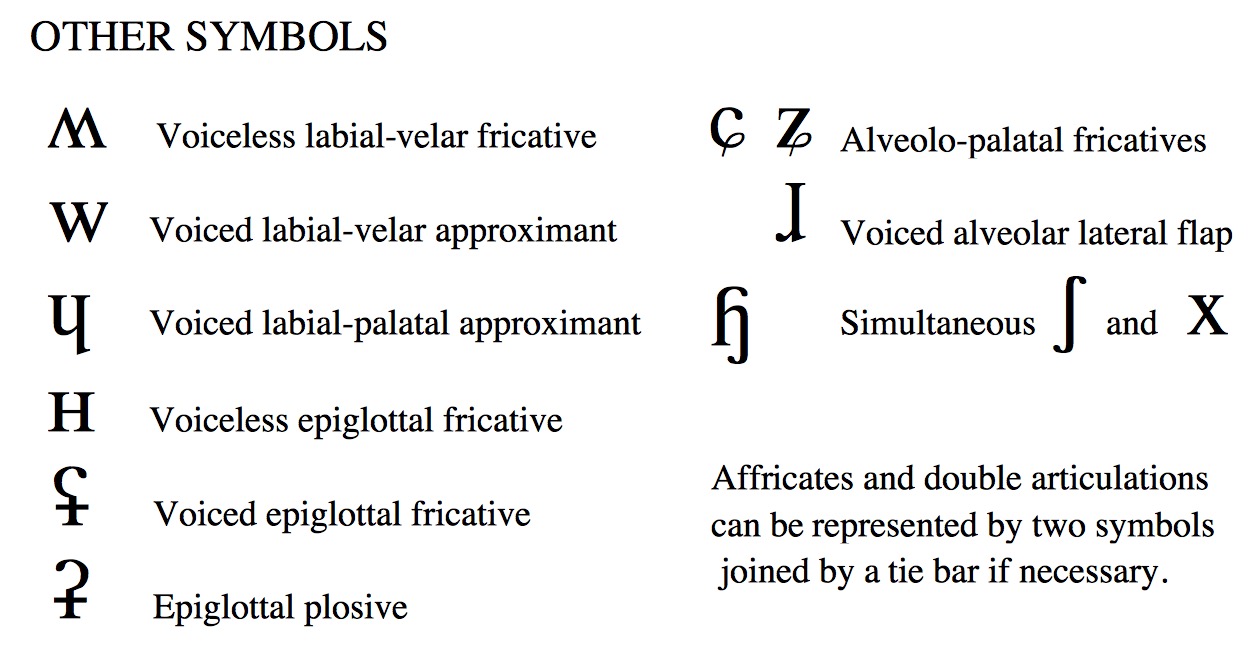 OTHER SYMBOLS
ʍ Voiceless labial-velar fricative
w Voiced labial-velar approximant
ɥ Voiced labial-palatal approximant
ʜ Voiceless epiglottal fricative
ʢ Voiced epiglottal fricative
ʡ Epiglottal plosive
ɕ ʑ Alveolo-palatal fricatives
ɺ Voiced alveolar lateral flap
ɧ Simultaneous ʃ and x
Affricates and double articulations
can be represented by two symbols
joined by a tie bar if necessary.